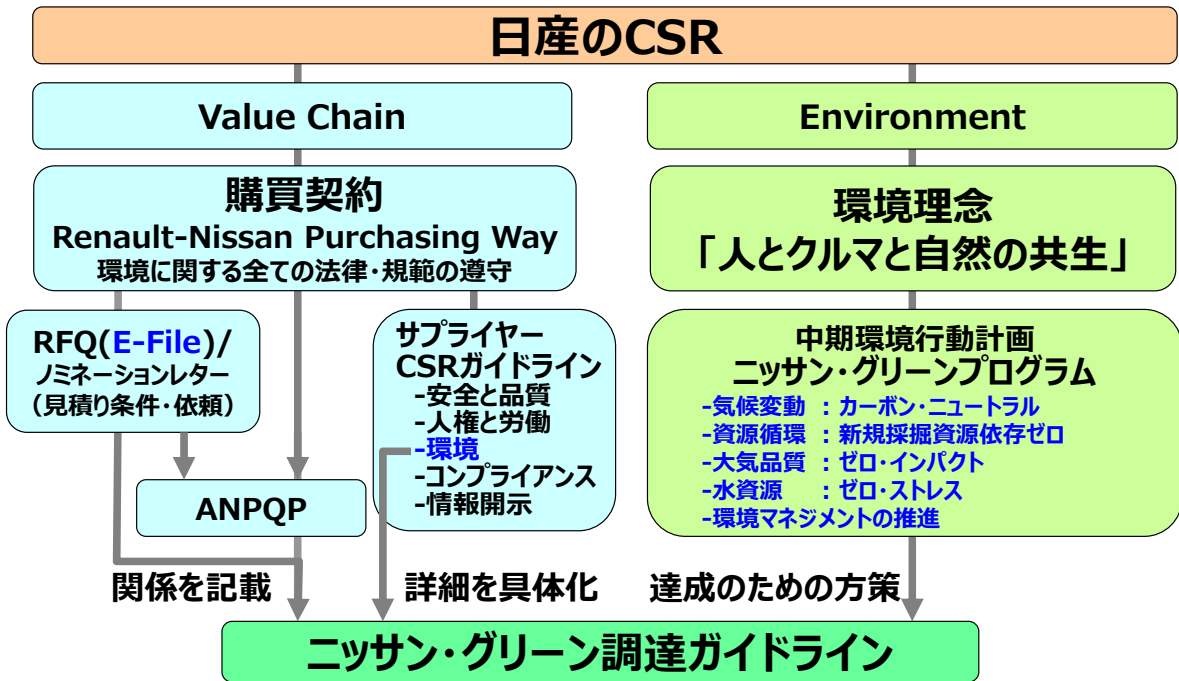 日産のCSR
Value Chain
購買契約
Renault-Nissan Purchasing Way
環境に関する全ての法律・規範の遵守
RFQ(E-File)/
ノミネーションレター
(見積り条件・依頼)
ANPQP
サプライヤー
CSRガイドライン
-安全と品質
-人権と労働
-環境
-コンプライアンス
-情報開示
Environment
環境理念
「人とクルマと自然の共生」
中期環境行動計画
ニッサン・グリーンプログラム
-気候変動 : カーボン・ニュートラル
-資源循環 : 新規採掘資源依存ゼロ
-大気品質 : ゼロ・インパクト
-水資源 : ゼロ・ストレス
-環境マネジメントの推進
関係を記載
詳細を具体化
達成のための方策
ニッサン・グリーン調達ガイドライン